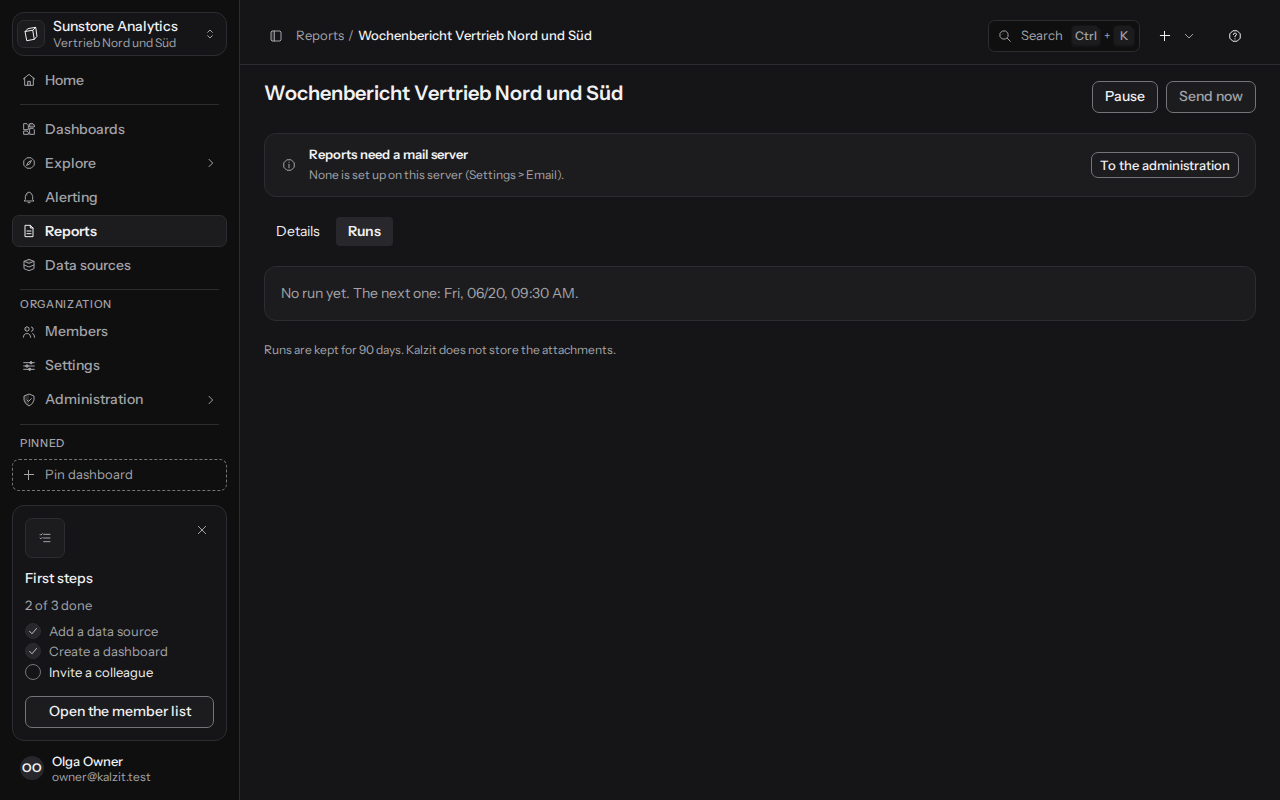 Sunstone Analytics
Vertrieb Nord und Süd
Home
Dashboards
Explore
Alerting
Reports
Data sources
ORGANIZATION
Members
Settings
Administration
PINNED
Pin dashboard
First steps
2 of 3 done
Add a data source
Create a dashboard
Invite a colleague
Open the member list
OO
Olga Owner
owner@kalzit.test
Reports / Wochenbericht Vertrieb Nord und Süd
Search Ctrl + K
Wochenbericht Vertrieb Nord und Süd
Pause
Send now
Reports need a mail server
None is set up on this server (Settings > Email).
To the administration
Details
Runs
No run yet. The next one: Fri, 06/20, 09:30 AM.
Runs are kept for 90 days. Kalzit does not store the attachments.